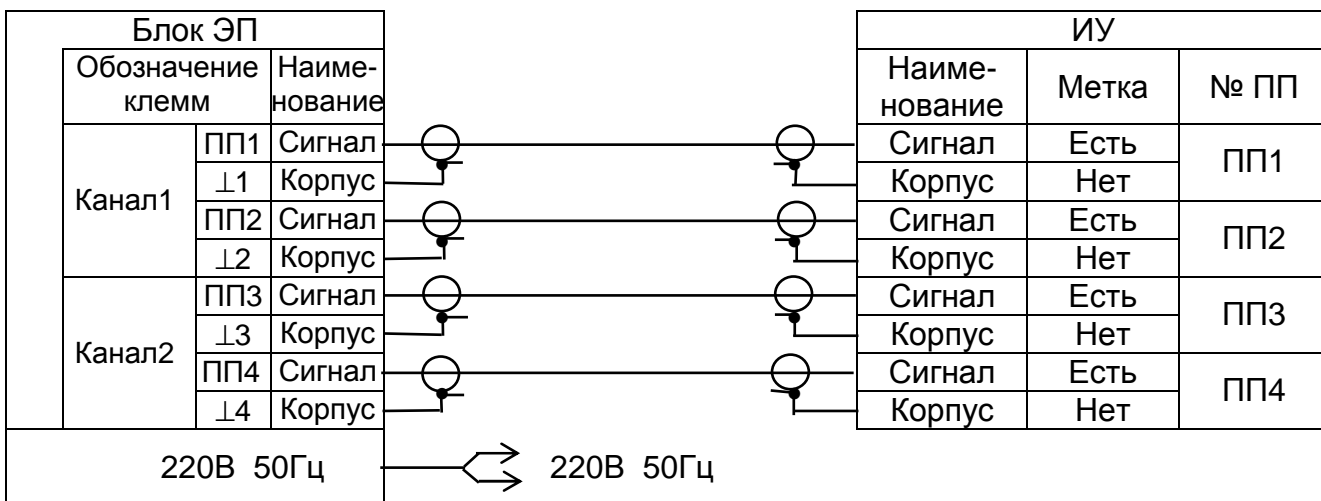 Блок ЭП
ИУ
Обозначение клемм
Наиме-
нование
Наиме-
нование
Метка
№ ПП
Канал1
ПП1
Сигнал
Сигнал
Есть
ПП1
⊥1
Корпус
Корпус
Нет
ПП2
Сигнал
Сигнал
Есть
ПП2
⊥2
Корпус
Корпус
Нет
Канал2
ПП3
Сигнал
Сигнал
Есть
ПП3
⊥3
Корпус
Корпус
Нет
ПП4
Сигнал
Сигнал
Есть
ПП4
⊥4
Корпус
Корпус
Нет
220В 50Гц
220В 50Гц